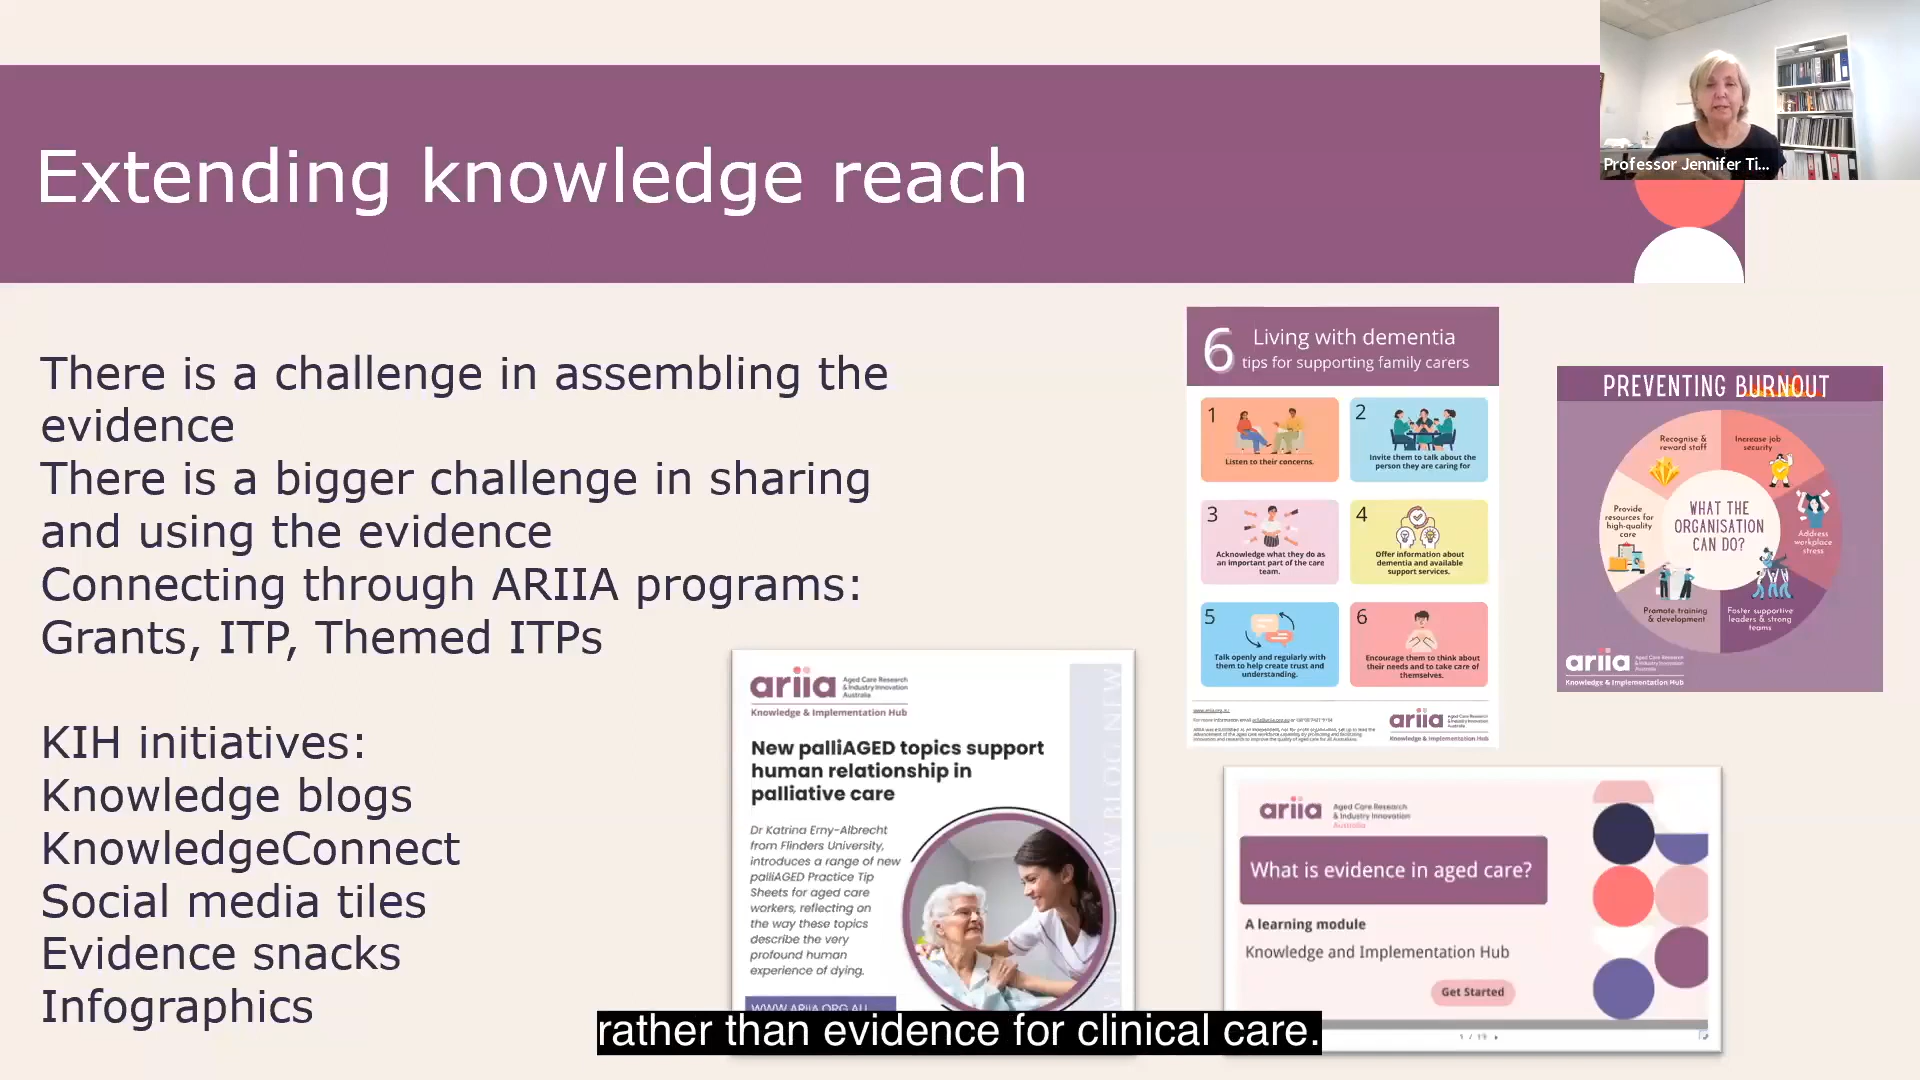 Professor Jennifer Ti...
Extending knowledge reach
There is a challenge in assembling the
evidence
There is a bigger challenge in sharing
and using the evidence
Connecting through ARIIA programs:
Grants, ITP, Themed ITPs
KIH initiatives:
Knowledge blogs
KnowledgeConnect
Social media tiles
Evidence snacks
Infographics
ariia Aged Care Research
& Industry Innovation
Australia
Knowledge & Implementation Hub
New palliAGED topics support
human relationship in
palliative care
Dr Katrina Erny-Albrecht
from Flinders University,
introduces a range of new
palliAGED Practice Tip
Sheets for aged care
workers, reflecting on
the way these topics
describe the very
profound human
experience of dying.
WWW.ARIIA.ORG.AU
6 Living with dementia
tips for supporting family carers
1
Listen to their concerns.
2
Invite them to talk about the
person they are caring for
3
Acknowledge what they do as
an important part of the care
team.
4
Offer information about
dementia and available
support services.
5
Talk openly and regularly with
them to help create trust and
understanding.
6
Encourage them to think about
their needs and to take care of
themselves.
ariia Aged Care Research
& Industry Innovation
Australia
Knowledge & Implementation Hub
PREVENTING BURNOUT
Recognise &
reward staff
Increase job
security
Provide
resources for
high-quality
care
WHAT THE
ORGANISATION
CAN DO?
Address
workplace
stress
Promote training
& development
Foster supportive
leaders & strong
teams
ariia Aged Care Research
& Industry Innovation
Australia
Knowledge & Implementation Hub
ariia Aged Care Research
& Industry Innovation
Australia
What is evidence in aged care?
A learning module
Knowledge and Implementation Hub
Get Started
rather than evidence for clinical care.